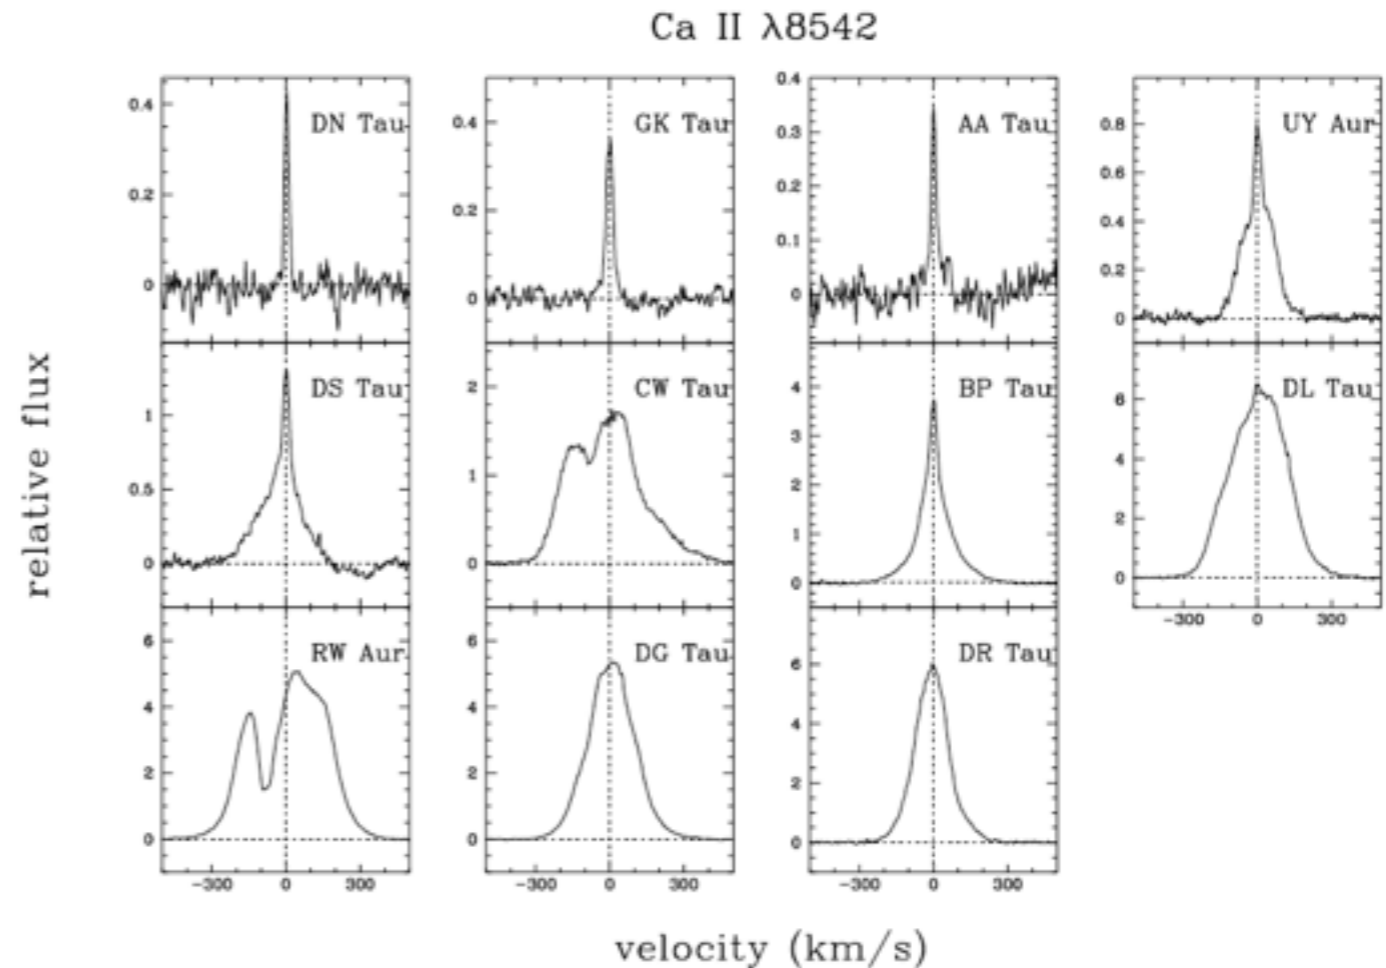 Ca II λ8542
relative flux
0.4
0.2
0
DN Tau
0.4
0.2
0
GK Tau
0.4
0.3
0.2
0.1
0
AA Tau
0.8
0.6
0.4
0.2
0
UY Aur
1
0.5
0
DS Tau
2
1
0
CW Tau
4
3
2
1
0
BP Tau
6
4
2
0
DL Tau
-300 0 300
6
4
2
0
RW Aur
-300 0 300
6
4
2
0
DG Tau
-300 0 300
6
4
2
0
DR Tau
-300 0 300
velocity (km/s)